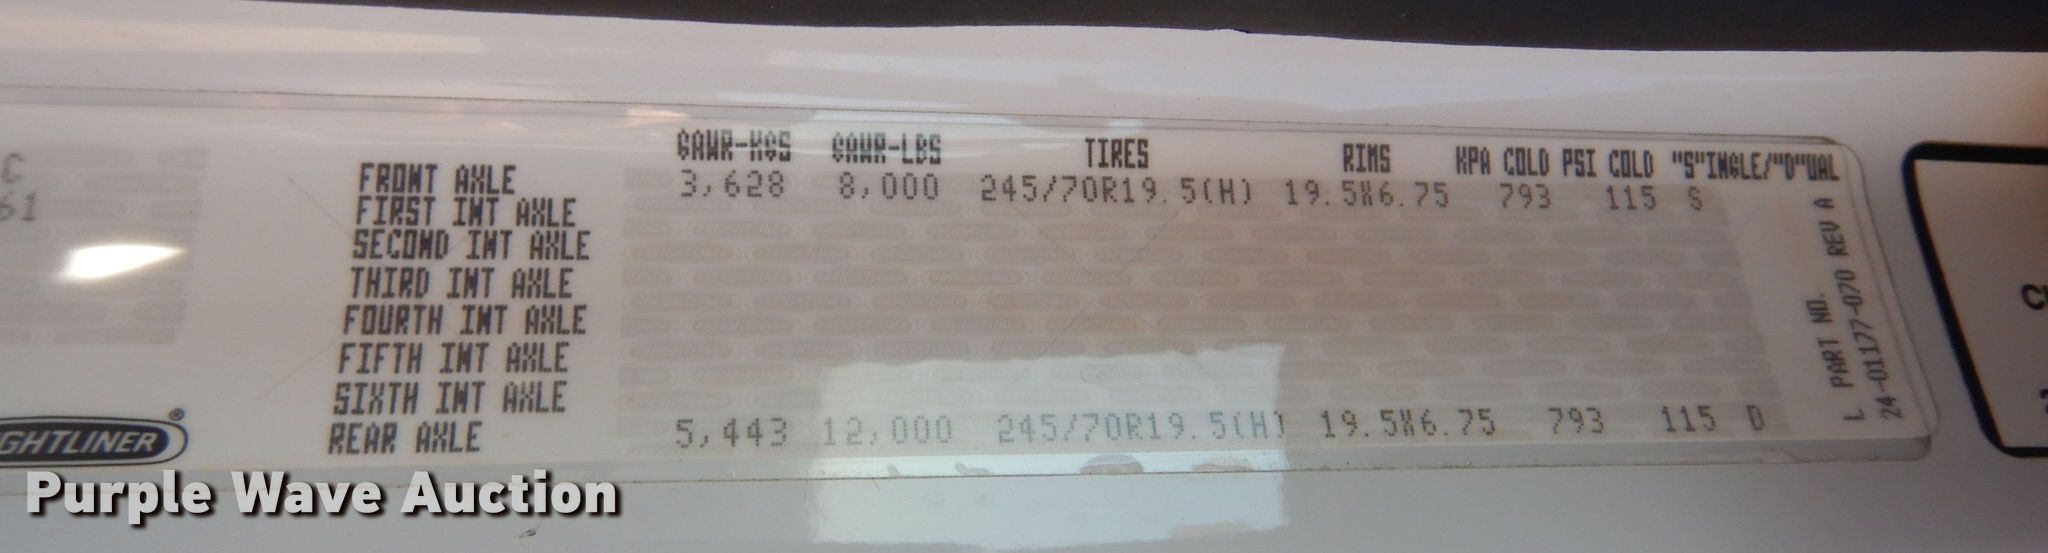 GAWR-KGS GAWR-LBS TIRES RIMS KPA COLD PSI COLD "S"INGLE/"D"UAL
FRONT AXLE 3,628 8,000 245/70R19.5(H) 19.5X6.75 793 115 S
FIRST INT AXLE
SECOND INT AXLE
THIRD INT AXLE
FOURTH INT AXLE
FIFTH INT AXLE
SIXTH INT AXLE
REAR AXLE 5,443 12,000 245/70R19.5(H) 19.5X6.75 793 115 D
C
61
L PART NO.
24-01177-070 REV A
GHTLINER®
Purple Wave Auction